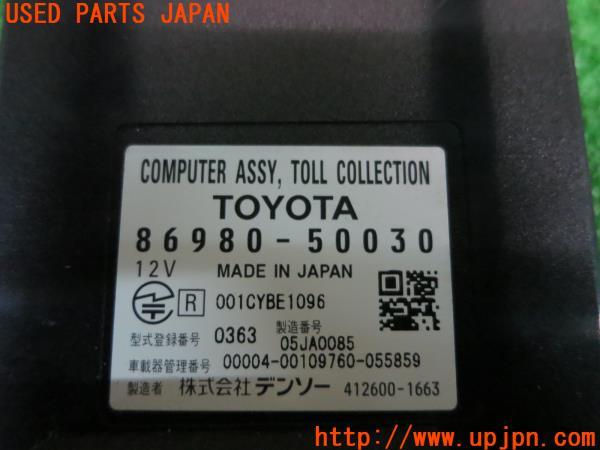 USED PARTS JAPAN
COMPUTER ASSY, TOLL COLLECTION
TOYOTA
86980-50030
12V MADE IN JAPAN
R 001CYBE1096
型式登録番号 0363 製造番号 05JA0085
車載器管理番号 00004-00109760-055859
製造者 株式会社デンソー 412600-1663
http://www.upjpn.com